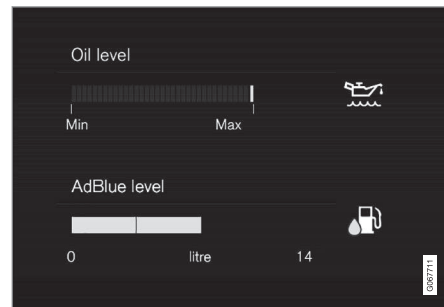 Oil level
Min Max
AdBlue level
0 litre 14
G067711